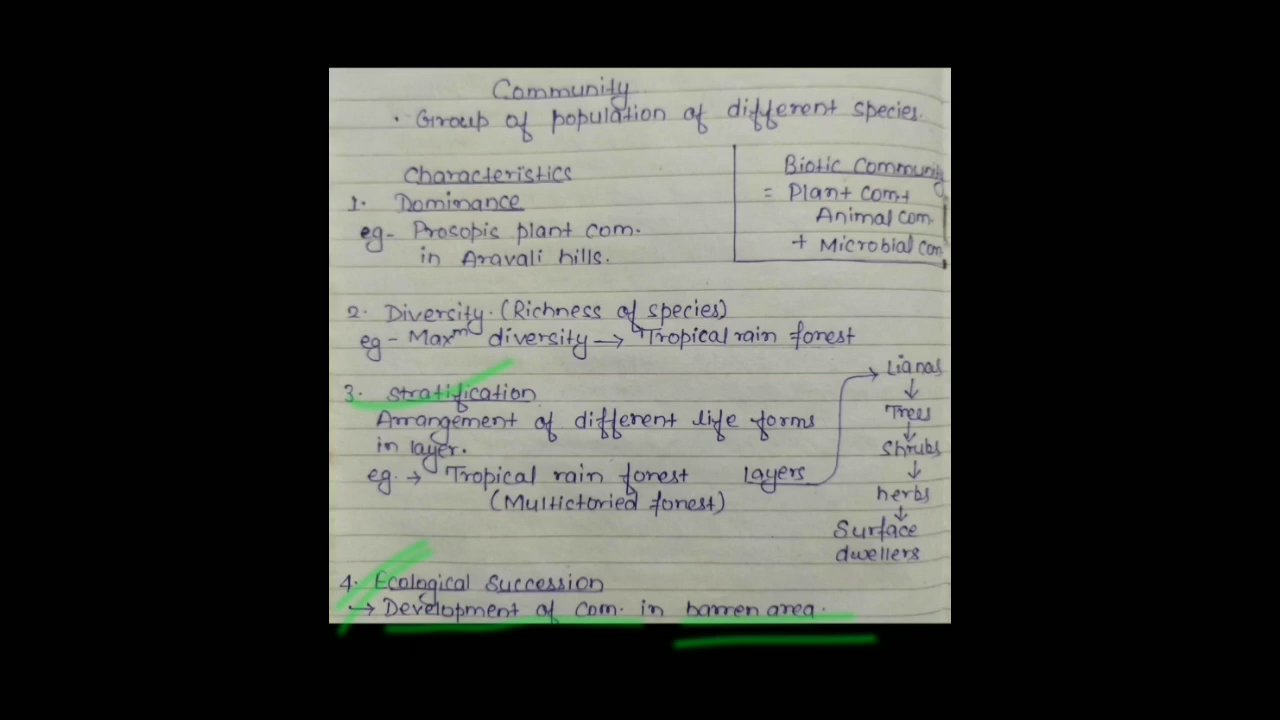 Community
· Group of population of different species.
Characteristics
1. Dominance
eg- Prosopis plant com.
in Aravali hills.
Biotic Community
= Plant com+
Animal com
+ Microbial com
2. Diversity. (Richness of species)
eg - Maxm diversity → Tropical rain forest
3. Stratification
Arrangement of different life forms
in layer.
eg. → Tropical rain forest layers
(Multictoried forest)
Lianas
↓
Trees
↓
Shrubs
↓
herbs
↓
Surface
dwellers
4. Ecological Succession
→ Development of com. in barren area.